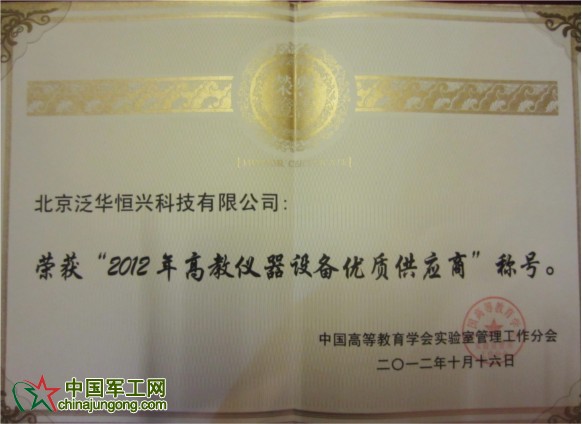 北京泛华恒兴科技有限公司：
荣获“2012年高教仪器设备优质供应商”称号。
中国高等教育学会实验室管理工作分会
二〇一二年十月十六日
中国军工网
chinajungong.com